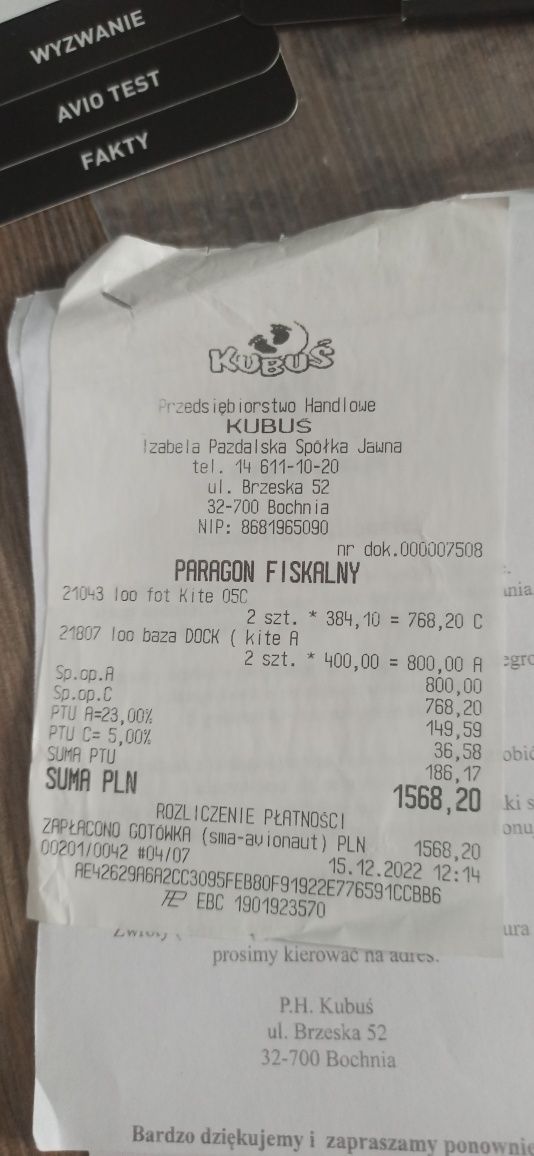 WYZWANIE
AVIO TEST
FAKTY
KUBUŚ
Przedsiębiorstwo Handlowe
KUBUŚ
Izabela Pazdalska Spółka Jawna
tel. 14 611-10-20
ul. Brzeska 52
32-700 Bochnia
NIP: 8681965090
nr dok.000007508
PARAGON FISKALNY
21043 loo fot Kite 05C
2 szt. * 384,10 = 768,20 C
21807 loo baza DOCK ( kite A
2 szt. * 400,00 = 800,00 A
Sp.op.A 800,00
Sp.op.C 768,20
PTU A=23,00% 149,59
PTU C= 5,00% 36,58
SUMA PTU 186,17
SUMA PLN 1568,20
ROZLICZENIE PŁATNOŚCI
ZAPŁACONO GOTÓWKA (sma-avionaut) PLN 1568,20
00201/0042 #04/07 15.12.2022 12:14
AE42629A6A2CC3095FEB80F91922E776591CCBB6
EBC 1901923570
prosimy kierować na adres.
P.H. Kubuś
ul. Brzeska 52
32-700 Bochnia
Bardzo dziękujemy i zapraszamy ponownie